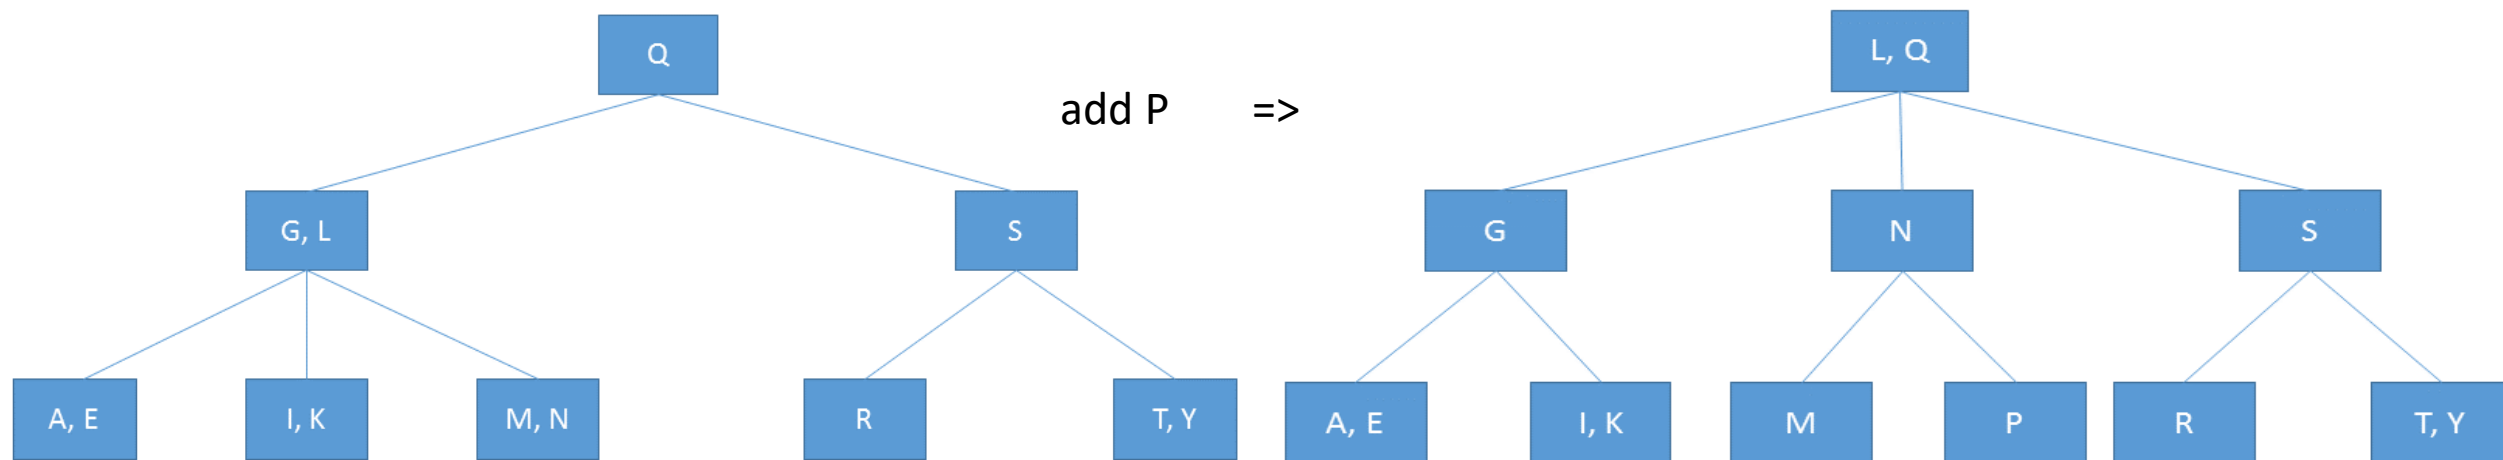 Q
add P =>
G, L
S
A, E
I, K
M, N
R
T, Y
L, Q
G
N
S
A, E
I, K
M
P
R
T, Y